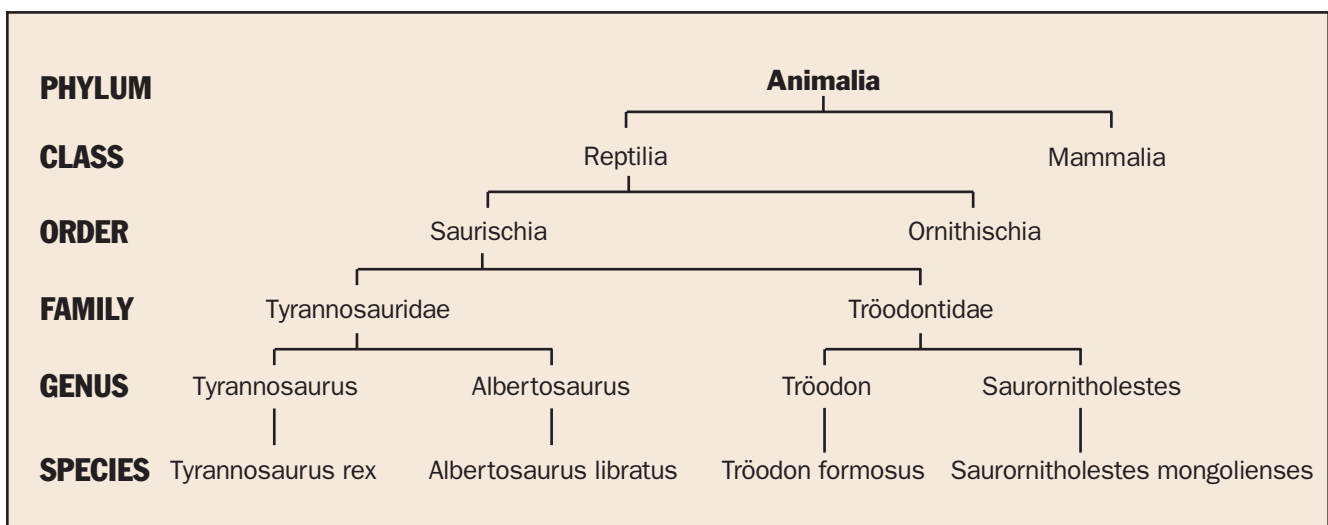 PHYLUM Animalia
CLASS Reptilia Mammalia
ORDER Saurischia Ornithischia
FAMILY Tyrannosauridae Tröodontidae
GENUS Tyrannosaurus Albertosaurus Tröodon Saurornitholestes
SPECIES Tyrannosaurus rex Albertosaurus libratus Tröodon formosus Saurornitholestes mongolienses